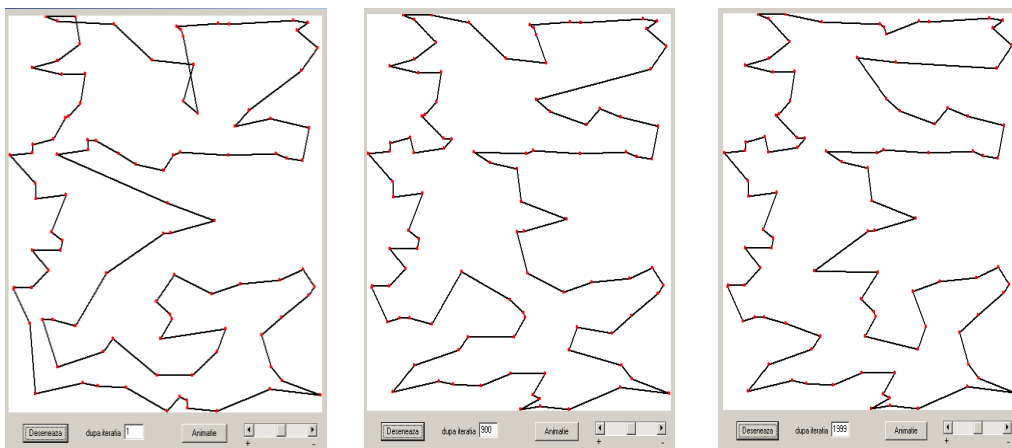 Deseneaza dupa iteratia 1 Animatie + -
Deseneaza dupa iteratia 900 Animatie + -
Deseneaza dupa iteratia 1999 Animatie + -